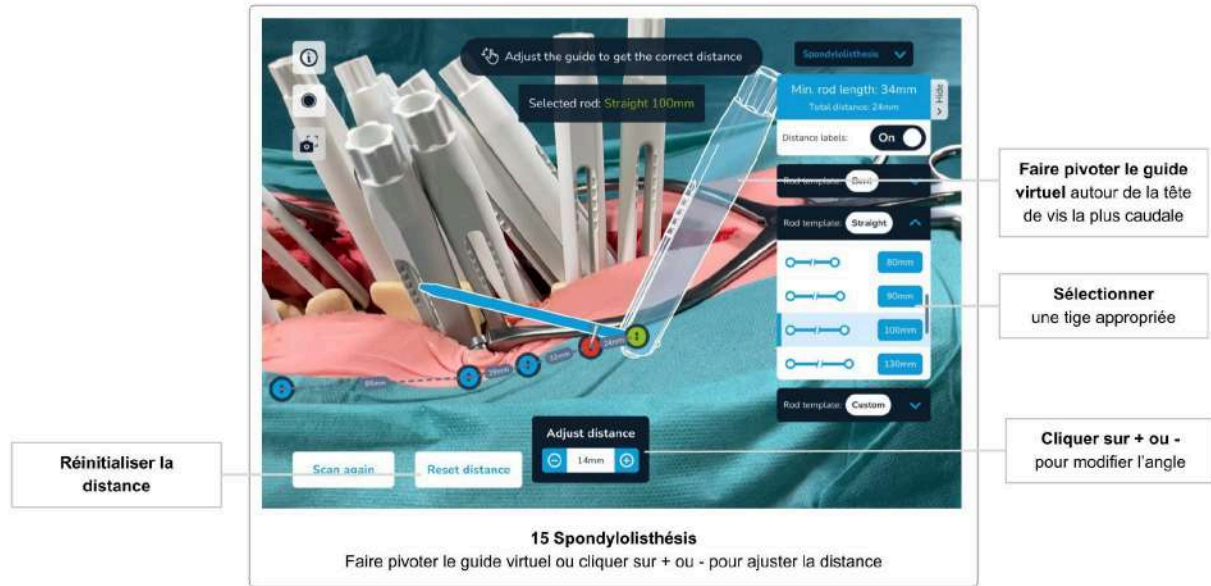 Adjust the guide to get the correct distance
Selected rod: Straight 100mm
Spondylolisthesis
Min. rod length: 34mm
Total distance: 24mm
Hide
Distance labels: On
Rod template: Bent
Rod template: Straight
80mm
90mm
100mm
130mm
Rod template: Custom
24mm
Adjust distance
14mm
Scan again
Reset distance
Faire pivoter le guide
virtuel autour de la tête
de vis la plus caudale
Sélectionner
une tige appropriée
Cliquer sur + ou -
pour modifier l'angle
Réinitialiser la
distance
15 Spondylolisthésis
Faire pivoter le guide virtuel ou cliquer sur + ou - pour ajuster la distance